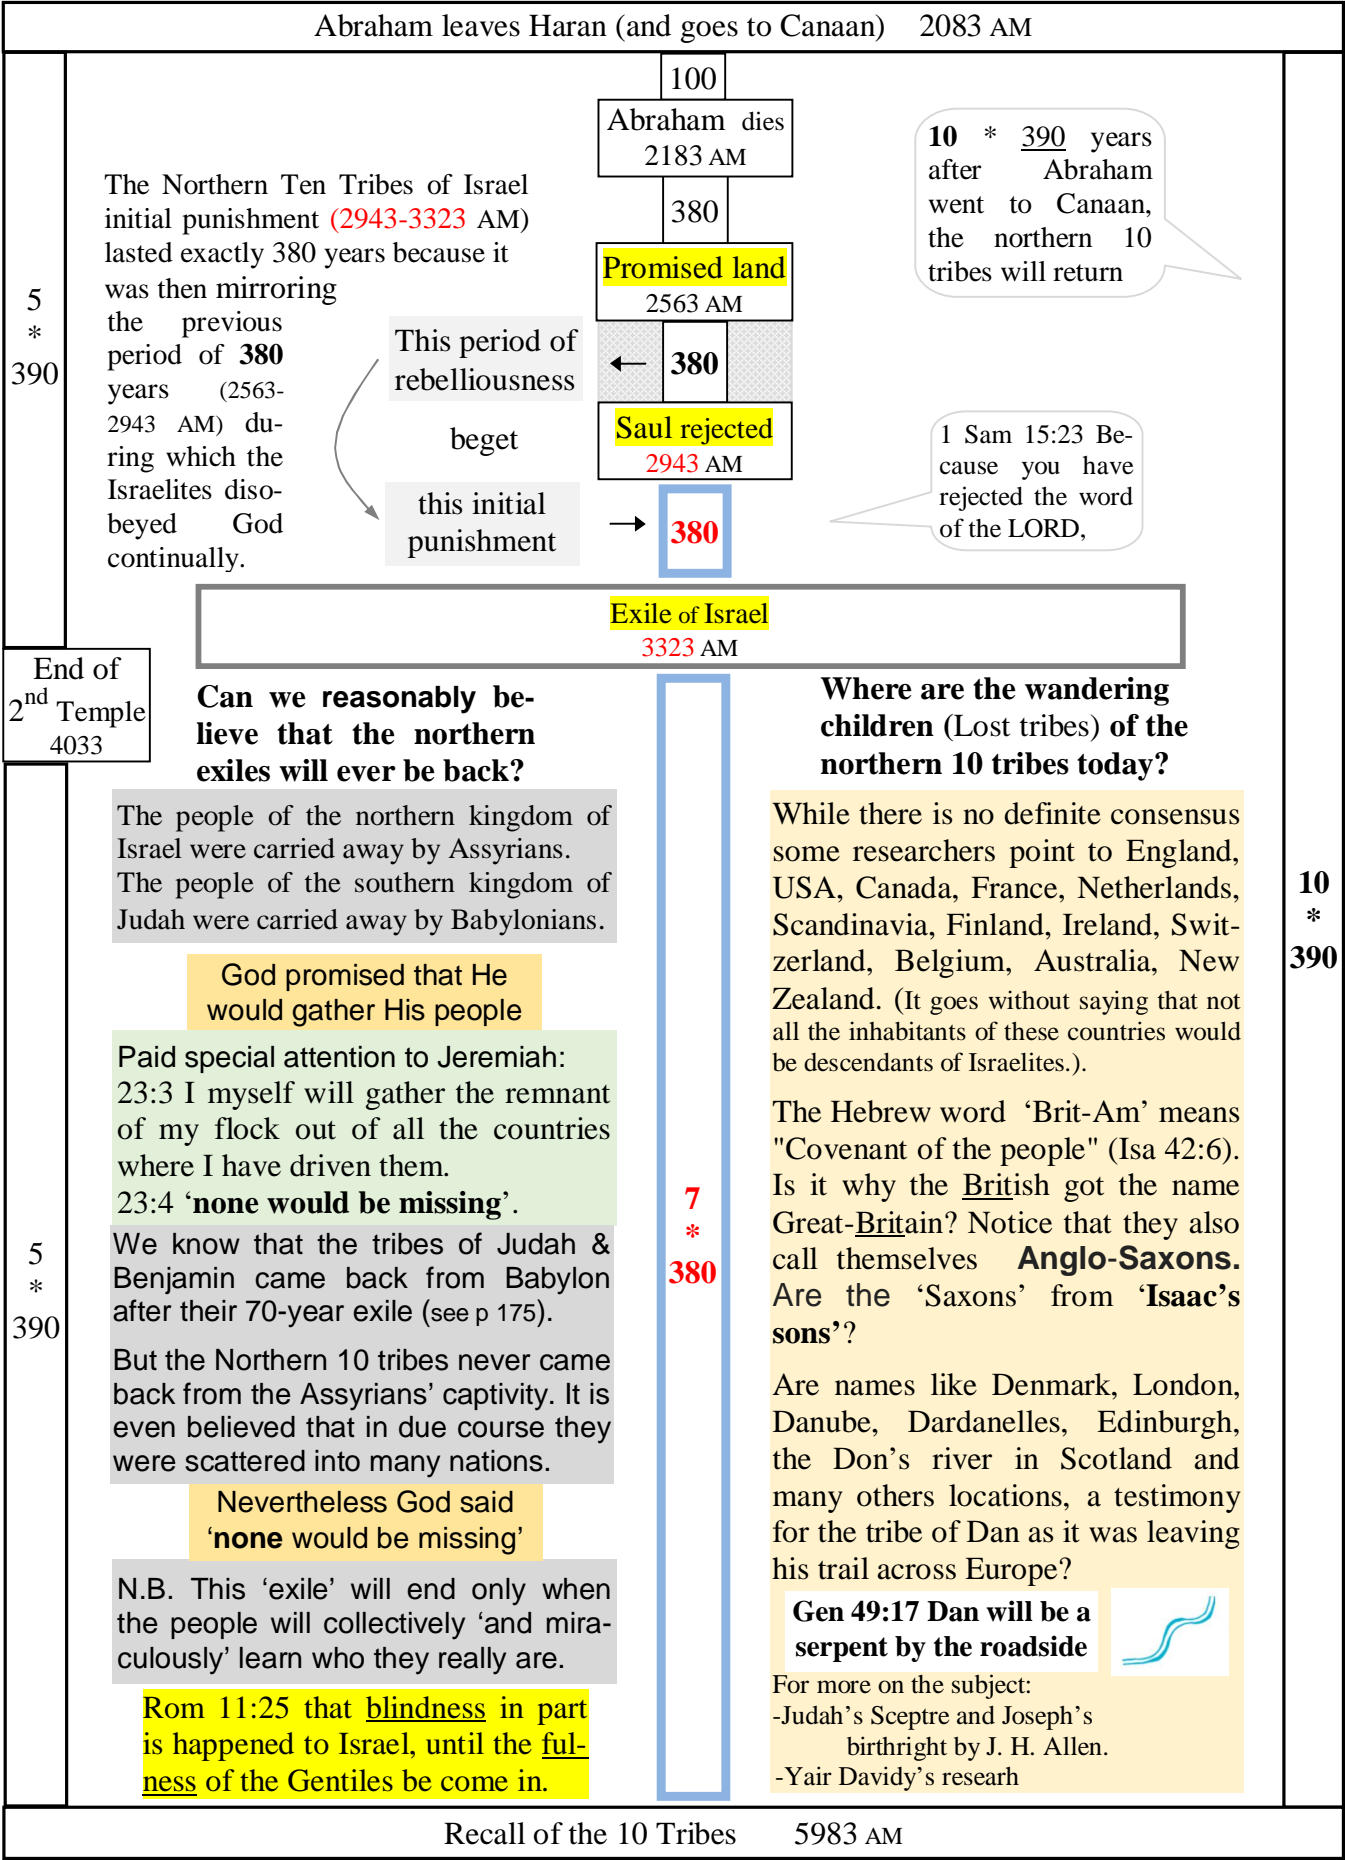 Abraham leaves Haran (and goes to Canaan) 2083 AM
5
*
390
100
Abraham dies
2183 AM
380
Promised land
2563 AM
380
Saul rejected
2943 AM
380
The Northern Ten Tribes of Israel
initial punishment (2943-3323 AM)
lasted exactly 380 years because it
was then mirroring
the previous
period of 380
years (2563-
2943 AM) du-
ring which the
Israelites diso-
beyed God
continually.
This period of
rebelliousness
beget
this initial
punishment
10 * 390 years
after Abraham
went to Canaan,
the northern 10
tribes will return
1 Sam 15:23 Be-
cause you have
rejected the word
of the LORD,
Exile of Israel
3323 AM
End of
2nd Temple
4033
5
*
390
Can we reasonably be-
lieve that the northern
exiles will ever be back?
The people of the northern kingdom of
Israel were carried away by Assyrians.
The people of the southern kingdom of
Judah were carried away by Babylonians.
God promised that He
would gather His people
Paid special attention to Jeremiah:
23:3 I myself will gather the remnant
of my flock out of all the countries
where I have driven them.
23:4 ‘none would be missing’.
We know that the tribes of Judah &
Benjamin came back from Babylon
after their 70-year exile (see p 175).
But the Northern 10 tribes never came
back from the Assyrians’ captivity. It is
even believed that in due course they
were scattered into many nations.
Nevertheless God said
‘none would be missing’
N.B. This ‘exile’ will end only when
the people will collectively ‘and mira-
culously’ learn who they really are.
Rom 11:25 that blindness in part
is happened to Israel, until the ful-
ness of the Gentiles be come in.
7
*
380
Where are the wandering
children (Lost tribes) of the
northern 10 tribes today?
While there is no definite consensus
some researchers point to England,
USA, Canada, France, Netherlands,
Scandinavia, Finland, Ireland, Swit-
zerland, Belgium, Australia, New
Zealand. (It goes without saying that not
all the inhabitants of these countries would
be descendants of Israelites.).
The Hebrew word ‘Brit-Am’ means
"Covenant of the people" (Isa 42:6).
Is it why the British got the name
Great-Britain? Notice that they also
call themselves Anglo-Saxons.
Are the ‘Saxons’ from ‘Isaac’s
sons’?
Are names like Denmark, London,
Danube, Dardanelles, Edinburgh,
the Don’s river in Scotland and
many others locations, a testimony
for the tribe of Dan as it was leaving
his trail across Europe?
Gen 49:17 Dan will be a
serpent by the roadside
For more on the subject:
-Judah’s Sceptre and Joseph’s
birthright by J. H. Allen.
-Yair Davidy’s researh
10
*
390
Recall of the 10 Tribes 5983 AM